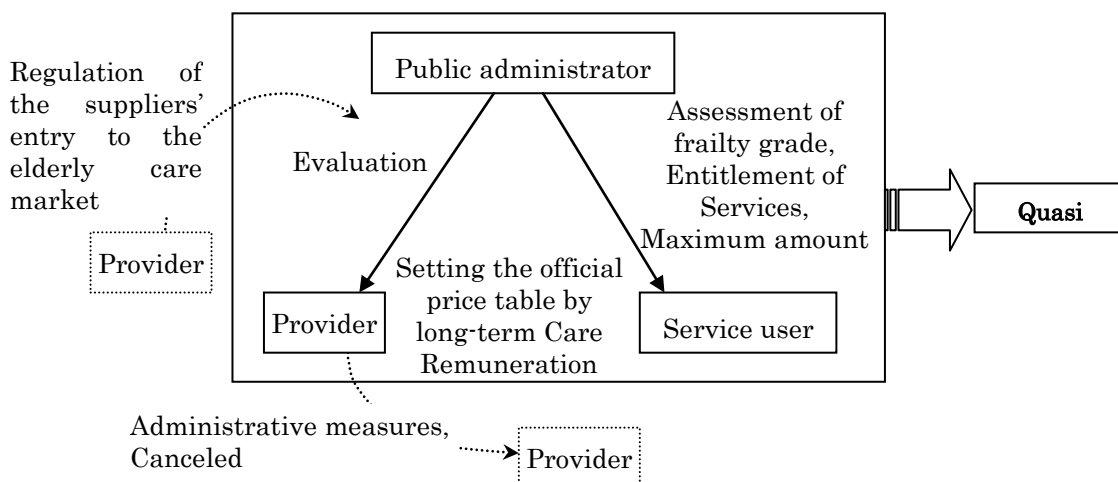 Public administrator
Regulation of
the suppliers’
entry to the
elderly care
market
Provider
Evaluation
Assessment of
frailty grade,
Entitlement of
Services,
Maximum amount
Quasi
Provider
Setting the official
price table by
long-term Care
Remuneration
Service user
Administrative measures,
Canceled
Provider